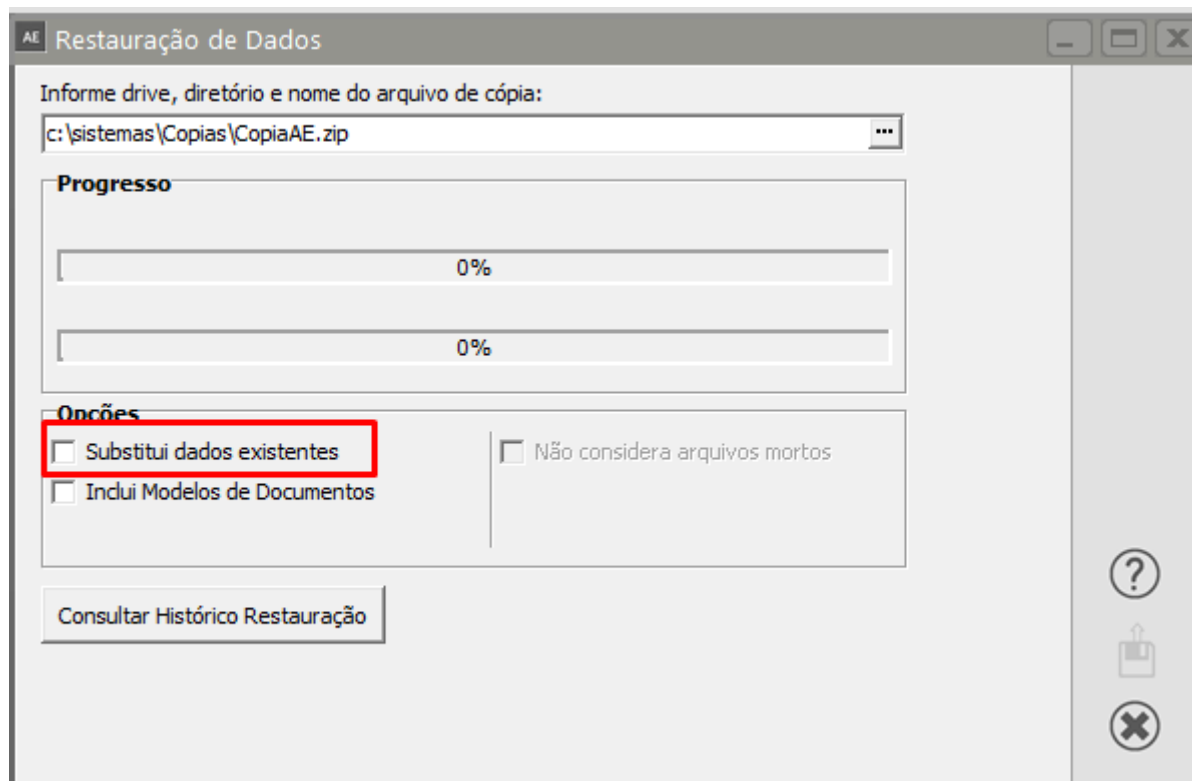 AE Restauração de Dados
Informe drive, diretório e nome do arquivo de cópia:
c:\sistemas\Copias\CopiaAE.zip ...
Progresso
0%
0%
Opções
Substitui dados existentes
Não considera arquivos mortos
Inclui Modelos de Documentos
Consultar Histórico Restauração
?